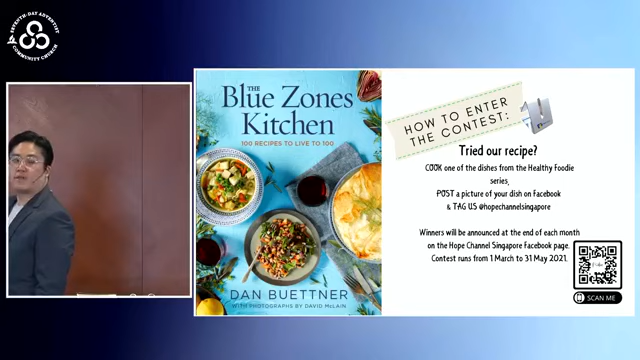 SEVENTH-DAY ADVENTIST
COMMUNITY CHURCH
THE
Blue Zones
Kitchen
100 RECIPES TO LIVE TO 100
DAN BUETTNER
WITH PHOTOGRAPHS BY DAVID McLAIN
HOW TO ENTER
THE CONTEST:
Tried our recipe?
COOK one of the dishes from the Healthy Foodie
series,
POST a picture of your dish on Facebook
& TAG US @hopechannelsingapore
Winners will be announced at the end of each month
on the Hope Channel Singapore Facebook page.
Contest runs from 1 March to 31 May 2021.
SCAN ME